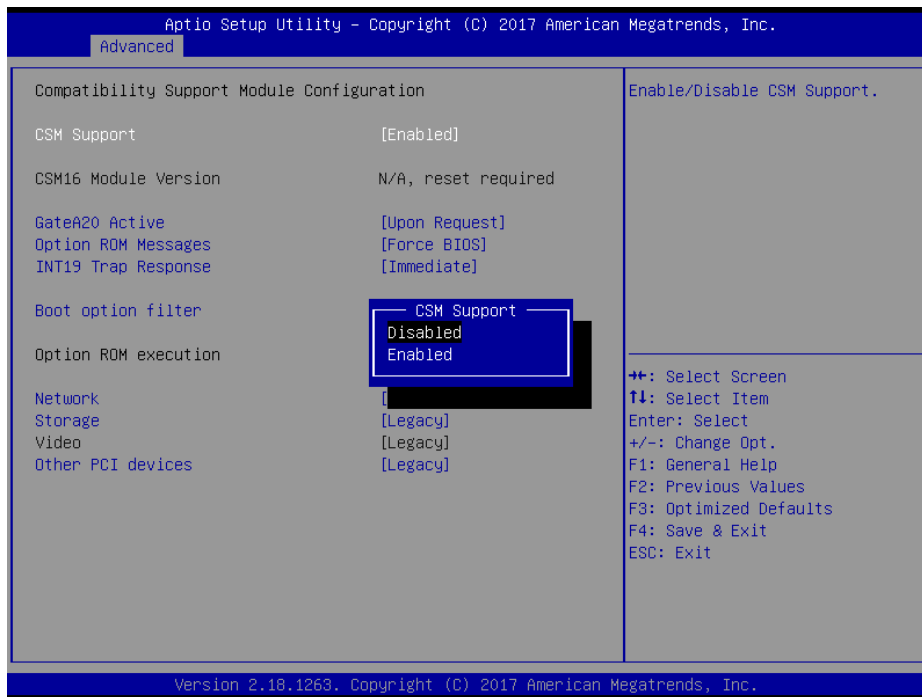 Aptio Setup Utility – Copyright (C) 2017 American Megatrends, Inc.
Advanced
Compatibility Support Module Configuration
CSM Support [Enabled]
CSM16 Module Version N/A, reset required
GateA20 Active [Upon Request]
Option ROM Messages [Force BIOS]
INT19 Trap Response [Immediate]
Boot option filter
Option ROM execution
Network [
Storage [Legacy]
Video [Legacy]
Other PCI devices [Legacy]
CSM Support
Disabled
Enabled
Enable/Disable CSM Support.
→←: Select Screen
↑↓: Select Item
Enter: Select
+/-: Change Opt.
F1: General Help
F2: Previous Values
F3: Optimized Defaults
F4: Save & Exit
ESC: Exit
Version 2.18.1263. Copyright (C) 2017 American Megatrends, Inc.